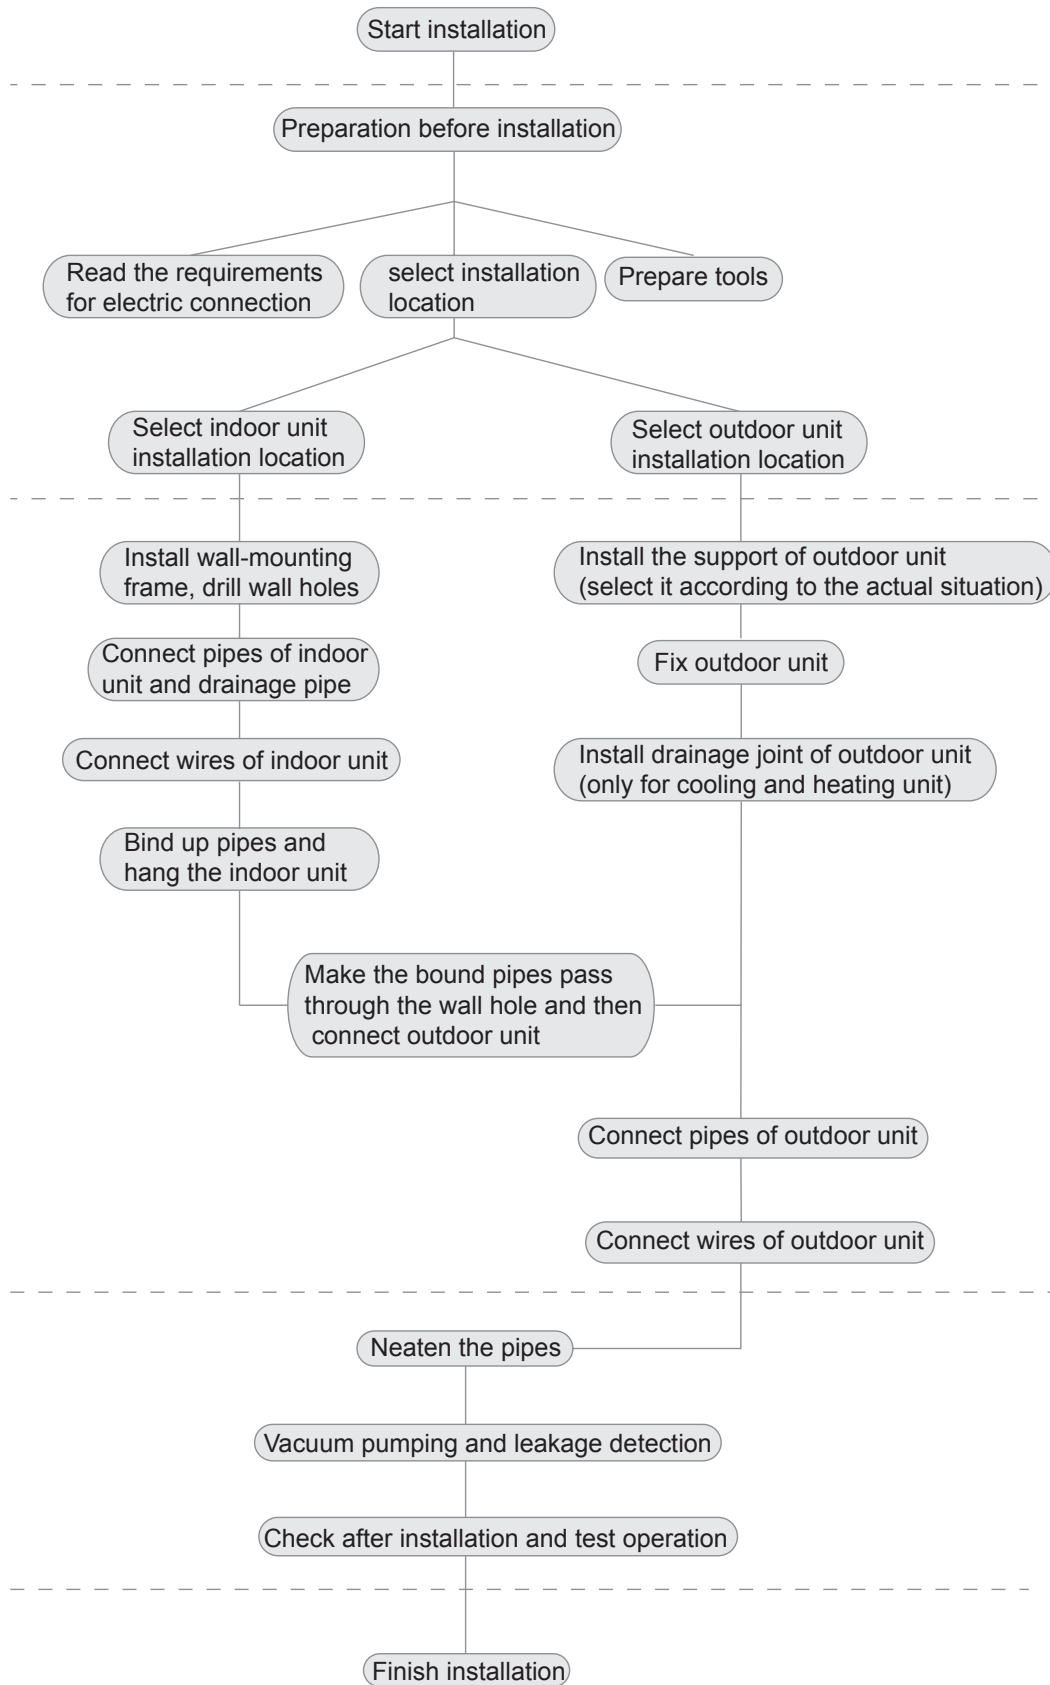 Start installation
Preparation before installation
Read the requirements
for electric connection
select installation
location
Prepare tools
Select indoor unit
installation location
Select outdoor unit
installation location
Install wall-mounting
frame, drill wall holes
Install the support of outdoor unit
(select it according to the actual situation)
Connect pipes of indoor
unit and drainage pipe
Fix outdoor unit
Connect wires of indoor unit
Install drainage joint of outdoor unit
(only for cooling and heating unit)
Bind up pipes and
hang the indoor unit
Make the bound pipes pass
through the wall hole and then
connect outdoor unit
Connect pipes of outdoor unit
Connect wires of outdoor unit
Neaten the pipes
Vacuum pumping and leakage detection
Check after installation and test operation
Finish installation